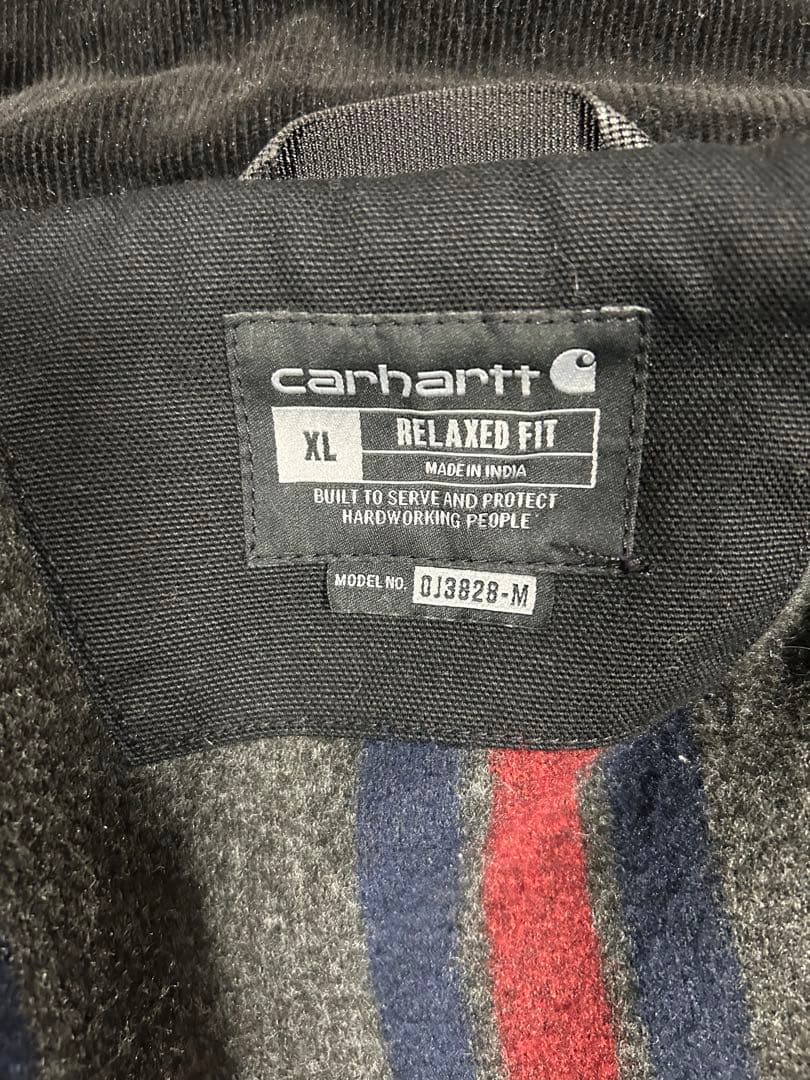 carhartt
XL RELAXED FIT
MADE IN INDIA
BUILT TO SERVE AND PROTECT
HARDWORKING PEOPLE
MODEL NO. OJ3828-M